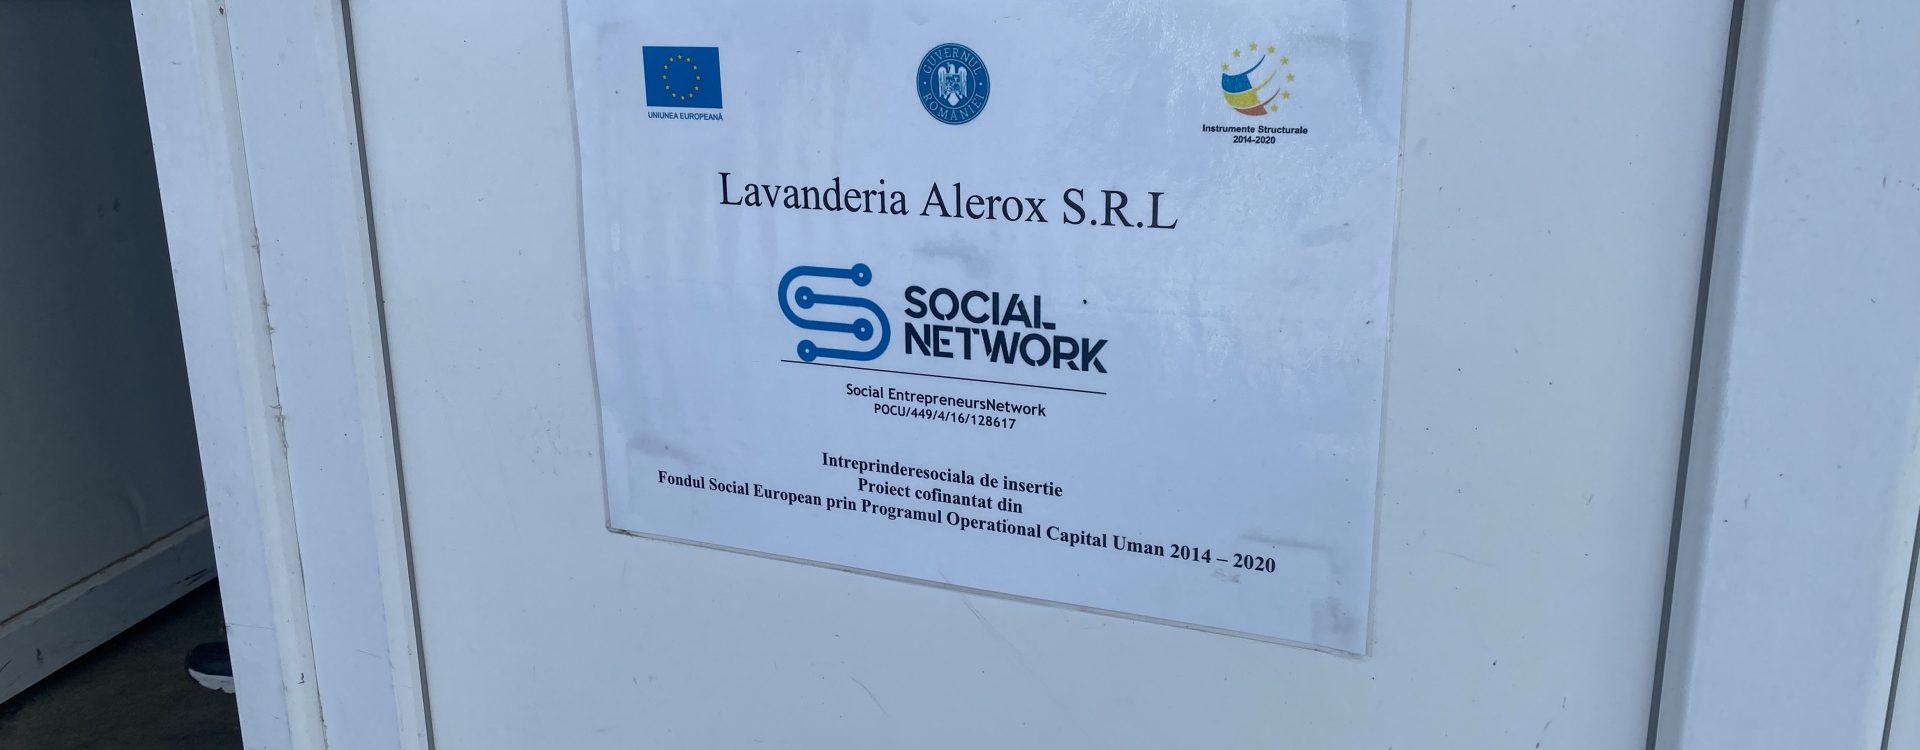 UNIUNEA EUROPEANĂ
GUVERNUL ROMÂNIEI
Instrumente Structurale
2014-2020
Lavanderia Alerox S.R.L
SOCIAL
NETWORK
Social EntrepreneursNetwork
POCU/449/4/16/128617
Intreprinderesociala de insertie
Proiect cofinantat din
Fondul Social European prin Programul Operational Capital Uman 2014 – 2020